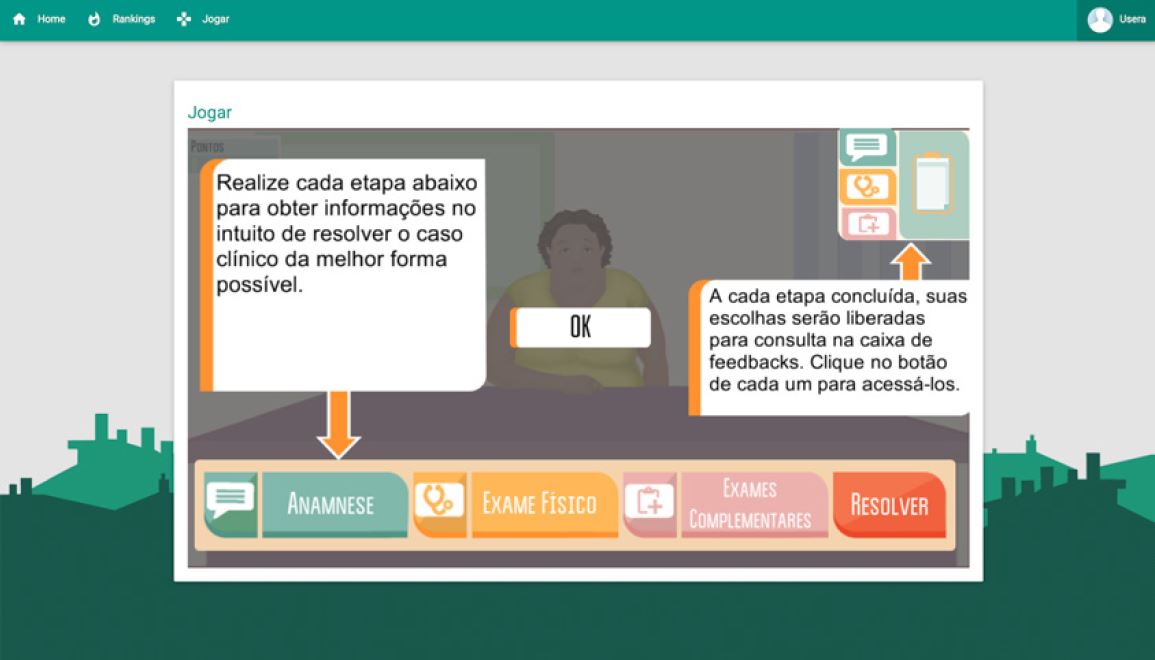 Home
Rankings
Jogar
Usera
Jogar
PONTOS
Realize cada etapa abaixo
para obter informações no
intuito de resolver o caso
clínico da melhor forma
possível.
OK
A cada etapa concluída, suas
escolhas serão liberadas
para consulta na caixa de
feedbacks. Clique no botão
de cada um para acessá-los.
ANAMNESE
EXAME FÍSICO
EXAMES
COMPLEMENTARES
RESOLVER